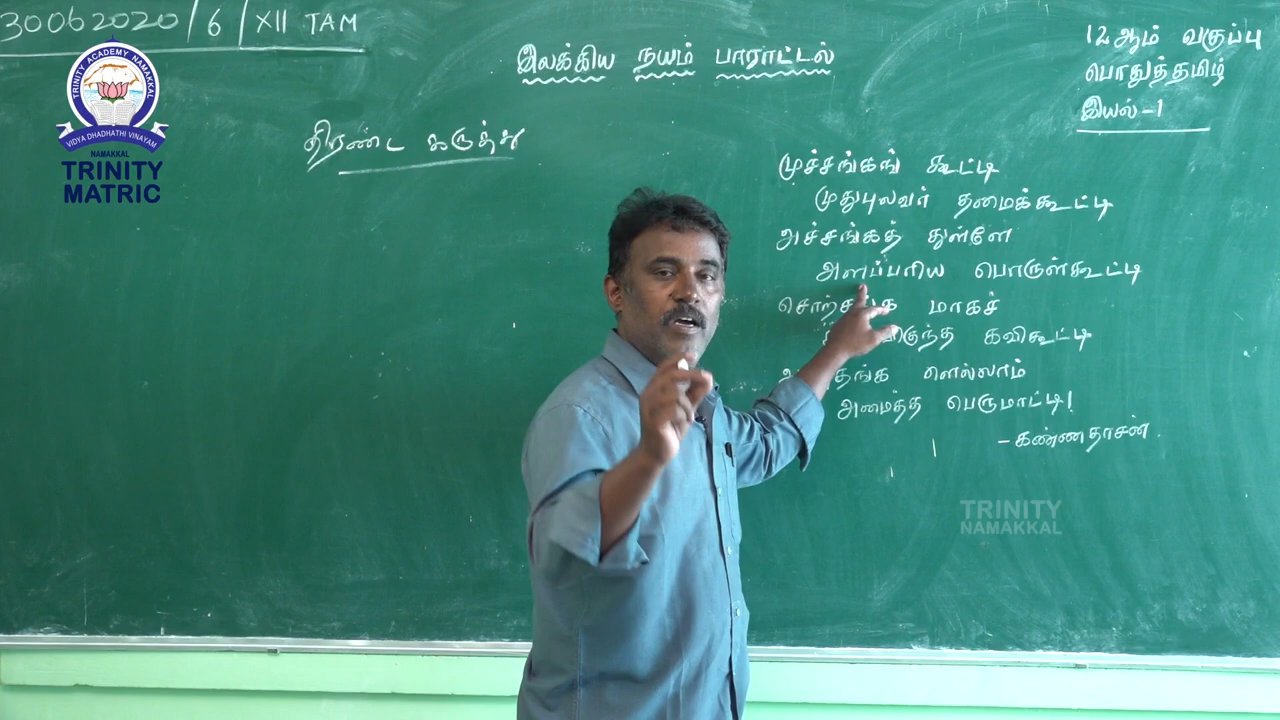 30062020/6/XII TAM
TRINITY ACADEMY NAMAKKAL
VIDYA DHADHATHI VINAYAM
NAMAKKAL
TRINITY
MATRIC
இலக்கிய நயம் பாராட்டல்
12 ஆம் வகுப்பு
பொதுத்தமிழ்
இயல்-1
திரண்ட கருத்து
முச்சங்கங் கூட்டி
முதுபுலவர் தமைக்கூட்டி
அச்சங்கத் துள்ளே
அளப்பரிய பொருள்கூட்டி
மாகச்
கவிகூட்டி
ளெல்லாம்
அமைத்த பெருமாட்டி!
-கண்ணதாசன்.
TRINITY
NAMAKKAL